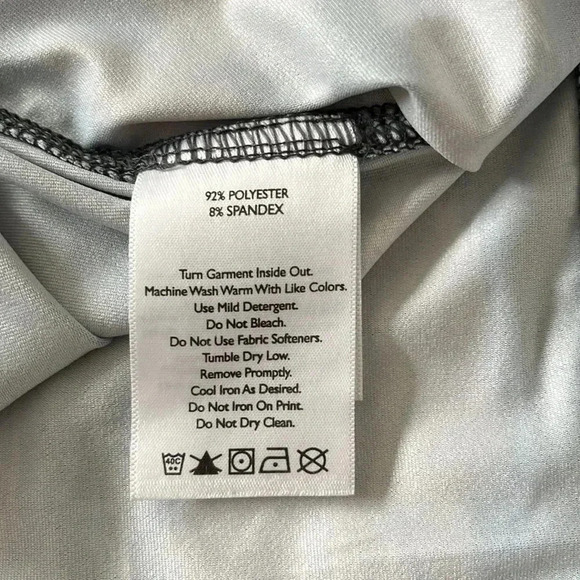 92% POLYESTER
8% SPANDEX
Turn Garment Inside Out.
Machine Wash Warm With Like Colors.
Use Mild Detergent.
Do Not Bleach.
Do Not Use Fabric Softeners.
Tumble Dry Low.
Remove Promptly.
Cool Iron As Desired.
Do Not Iron On Print.
Do Not Dry Clean.
40C